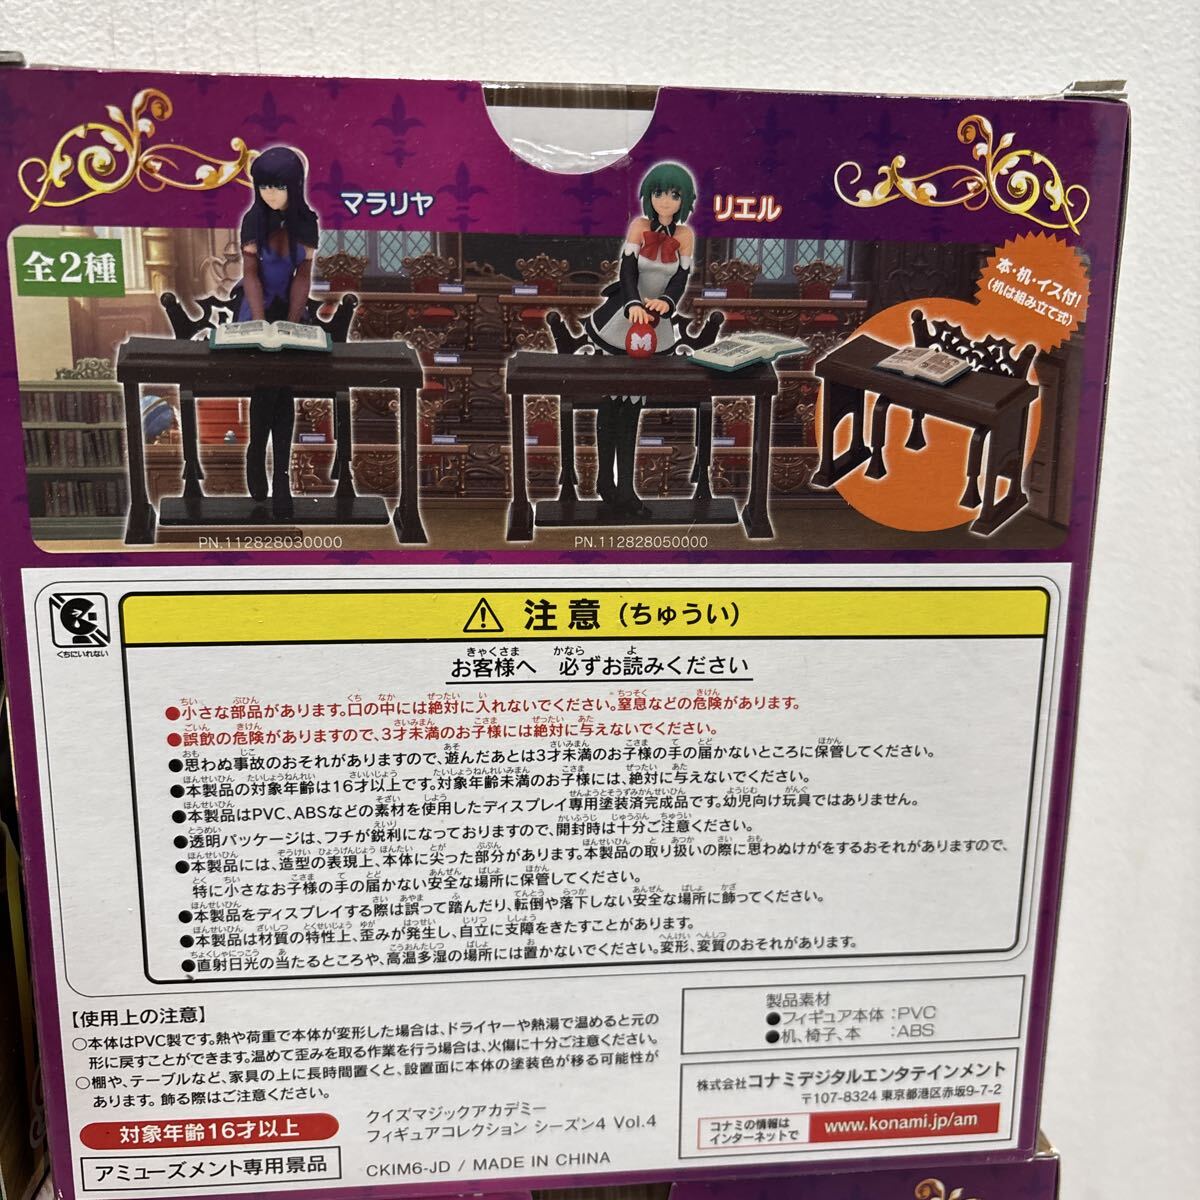 マラリヤ
リエル
全2種
本・机・イス付!
(机は組み立て式)
PN.112828030000
PN.112828050000
くちにいれない
注意(ちゅうい)
お客様へ 必ずお読みください
●小さな部品があります。口の中には絶対に入れないでください。窒息などの危険があります。
●誤飲の危険がありますので、3才未満のお子様には絶対に与えないでください。
●思わぬ事故のおそれがありますので、遊んだあとは3才未満のお子様の手の届かないところに保管してください。
●本製品の対象年齢は16才以上です。対象年齢未満のお子様には、絶対に与えないでください。
●本製品はPVC、ABSなどの素材を使用したディスプレイ専用塗装済完成品です。幼児向け玩具ではありません。
●透明パッケージは、フチが鋭利になっておりますので、開封時は十分ご注意ください。
●本製品には、造型の表現上、本体に尖った部分があります。本製品の取り扱いの際に思わぬけがをするおそれがありますので、
特に小さなお子様の手の届かない安全な場所に保管してください。
●本製品をディスプレイする際は誤って踏んだり、転倒や落下しない安全な場所に飾ってください。
●本製品は材質の特性上、歪みが発生し、自立に支障をきたすことがあります。
●直射日光の当たるところや、高温多湿の場所には置かないでください。変形、変質のおそれがあります。
【使用上の注意】
○本体はPVC製です。熱や荷重で本体が変形した場合は、ドライヤーや熱湯で温めると元の
形に戻すことができます。温めて歪みを取る作業を行う場合は、火傷に十分ご注意ください。
○棚や、テーブルなど、家具の上に長時間置くと、設置面に本体の塗装色が移る可能性が
あります。飾る際はご注意ください。
対象年齢16才以上
アミューズメント専用景品
クイズマジックアカデミー
フィギュアコレクション シーズン4 Vol.4
CKIM6-JD / MADE IN CHINA
製品素材
●フィギュア本体:PVC
●机、椅子、本 :ABS
株式会社コナミデジタルエンタテインメント
〒107-8324 東京都港区赤坂9-7-2
コナミの情報は
インターネットで
www.konami.jp/am